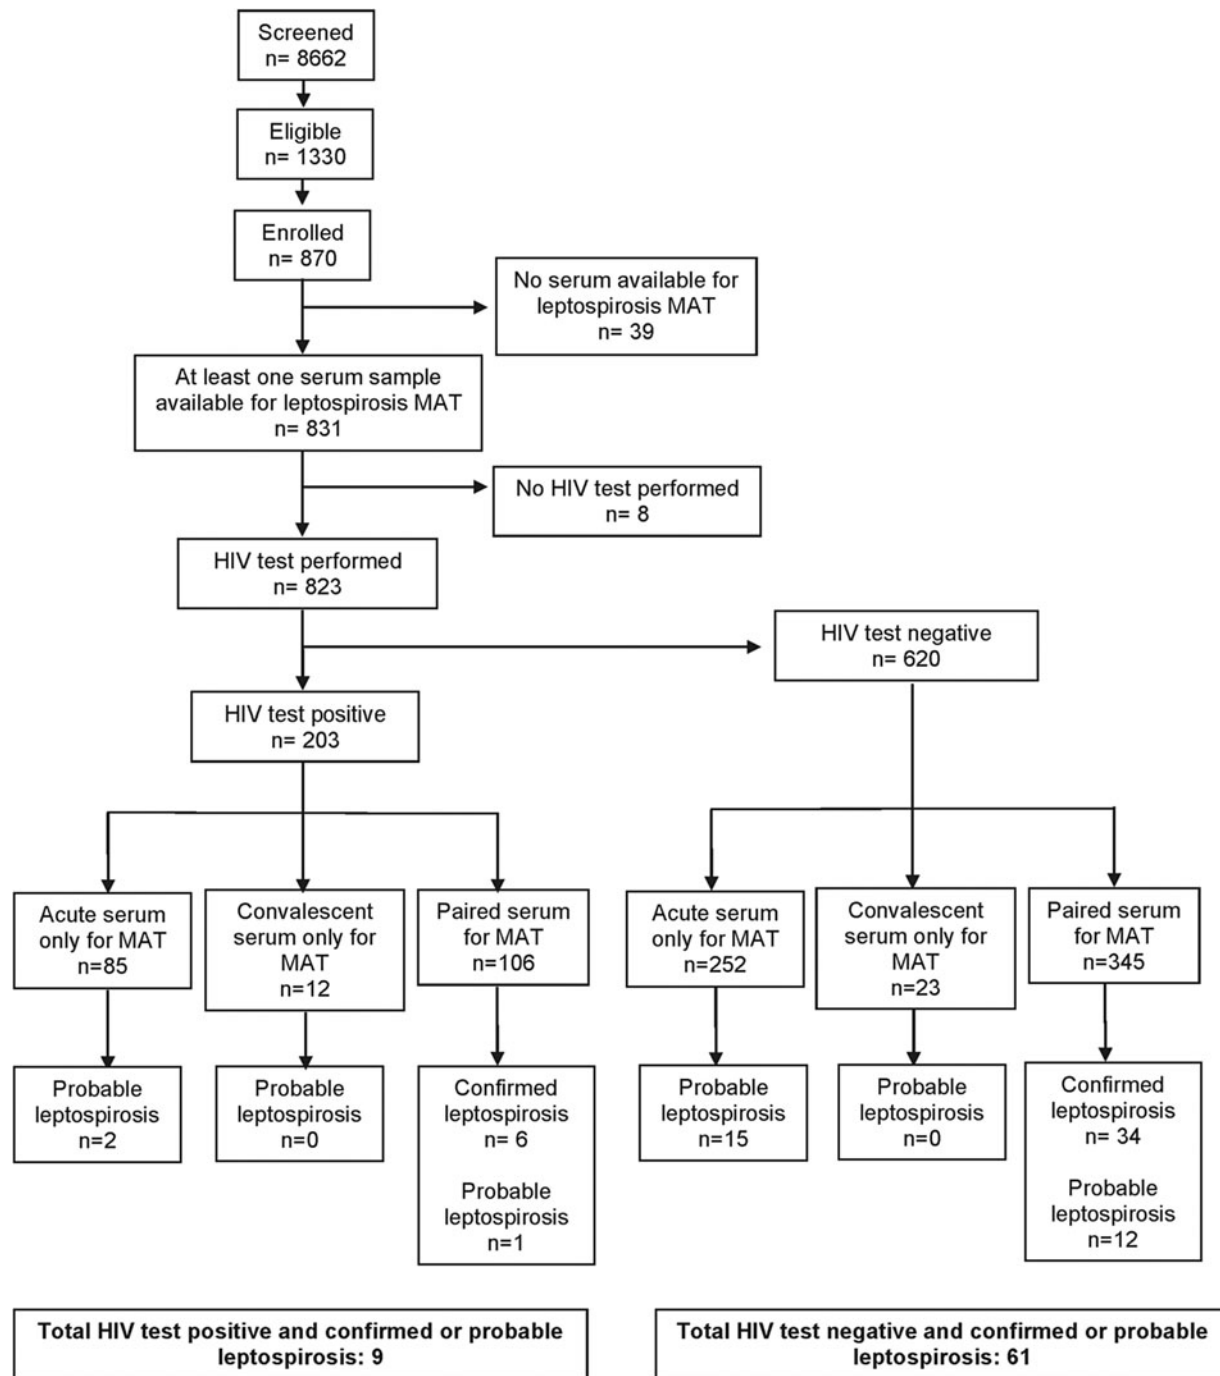 Screened
n= 8662
Eligible
n= 1330
Enrolled
n= 870
No serum available for
leptospirosis MAT
n= 39
At least one serum sample
available for leptospirosis MAT
n= 831
No HIV test performed
n= 8
HIV test performed
n= 823
HIV test negative
n= 620
HIV test positive
n= 203
Acute serum
only for MAT
n=85
Convalescent
serum only for
MAT
n=12
Paired serum
for MAT
n=106
Acute serum
only for MAT
n=252
Convalescent
serum only for
MAT
n=23
Paired serum
for MAT
n=345
Probable
leptospirosis
n=2
Probable
leptospirosis
n=0
Confirmed
leptospirosis
n= 6
Probable
leptospirosis
n=1
Probable
leptospirosis
n=15
Probable
leptospirosis
n=0
Confirmed
leptospirosis
n= 34
Probable
leptospirosis
n=12
Total HIV test positive and confirmed or probable
leptospirosis: 9
Total HIV test negative and confirmed or probable
leptospirosis: 61